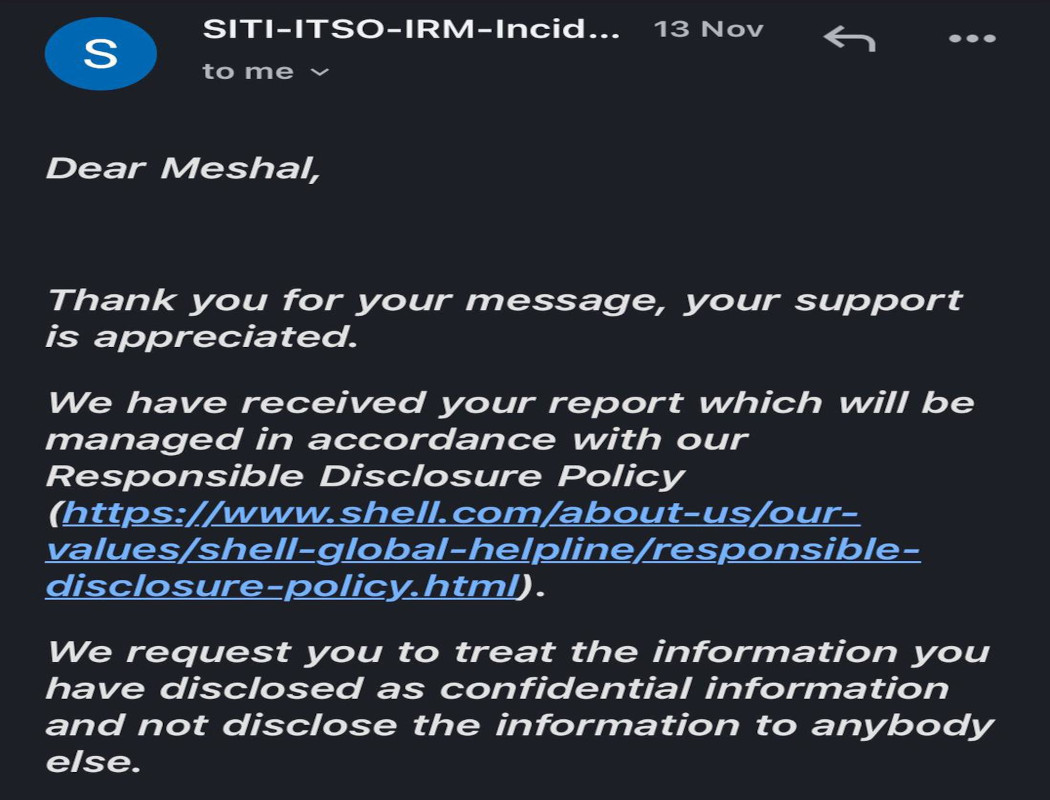 S
SITI-ITSO-IRM-Incid... 13 Nov
to me
Dear Meshal,
Thank you for your message, your support
is appreciated.
We have received your report which will be
managed in accordance with our
Responsible Disclosure Policy
(https://www.shell.com/about-us/our-
values/shell-global-helpline/responsible-
disclosure-policy.html).
We request you to treat the information you
have disclosed as confidential information
and not disclose the information to anybody
else.